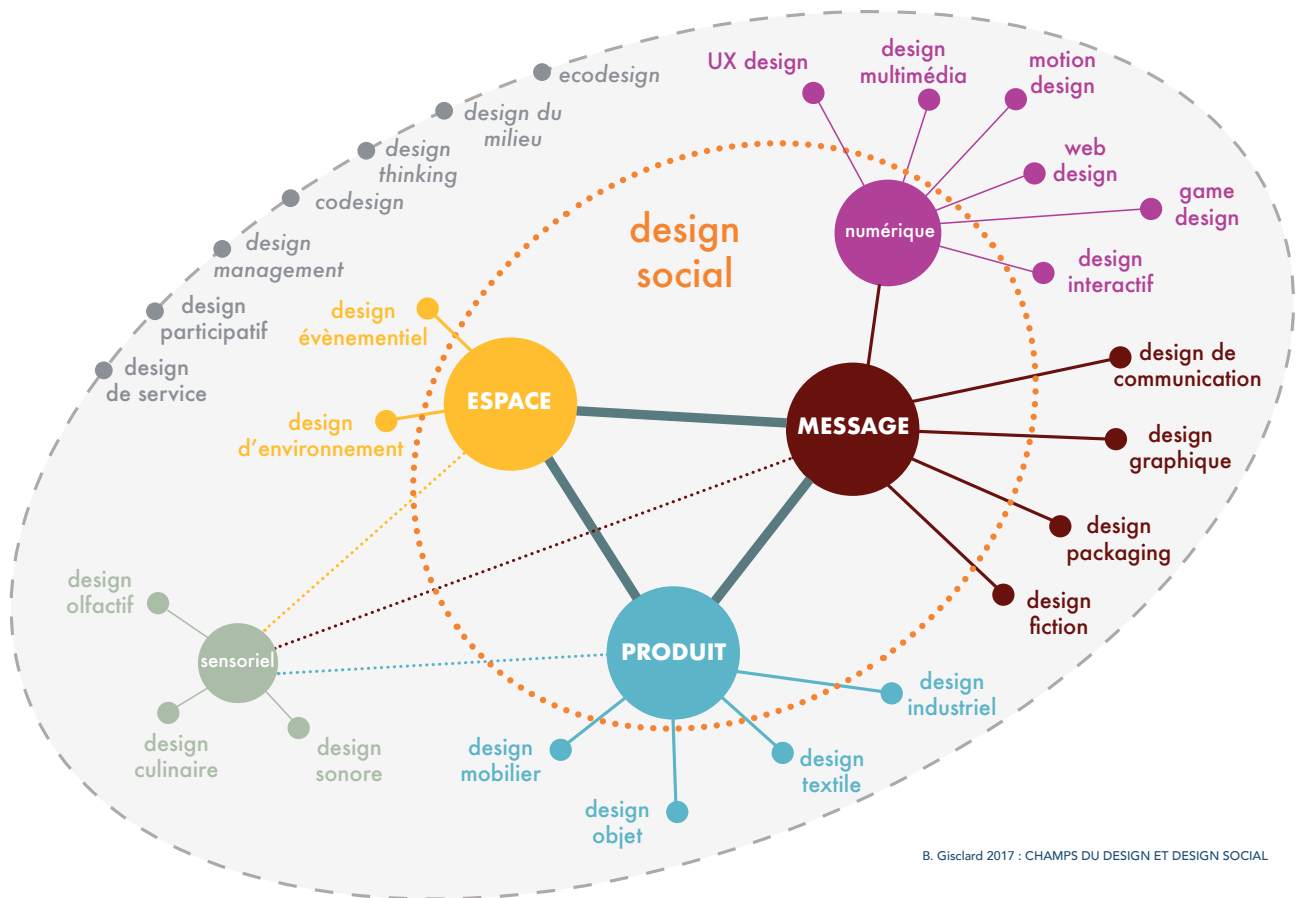 ecodesign
design du
milieu
design
thinking
codesign
design
management
design
participatif
design
de service
UX design
design
multimédia
motion
design
web
design
game
design
design
interactif
numérique
design
social
design
évènementiel
design
d'environnement
ESPACE
MESSAGE
design de
communication
design
graphique
design
packaging
design
fiction
design
olfactif
sensoriel
design
culinaire
design
sonore
PRODUIT
design
industriel
design
mobilier
design
objet
design
textile
B. Gisclard 2017 : CHAMPS DU DESIGN ET DESIGN SOCIAL